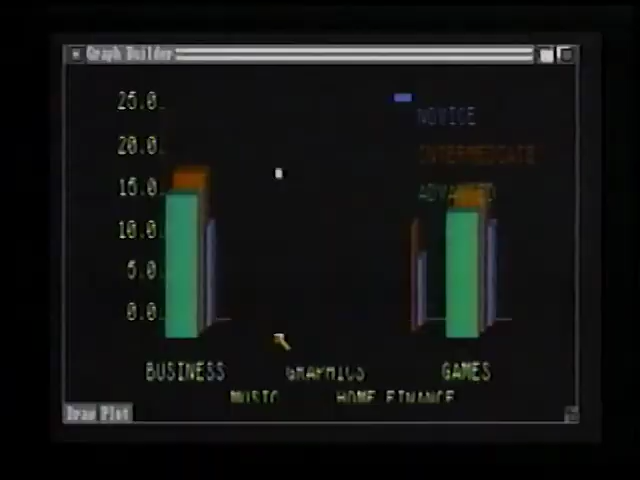 Graph Builder
25.0
20.0
15.0
10.0
5.0
0.0
NOVICE
INTERMEDIATE
ADVANCED
BUSINESS GRAPHICS GAMES
MUSIC HOME FINANCE
Draw Plot